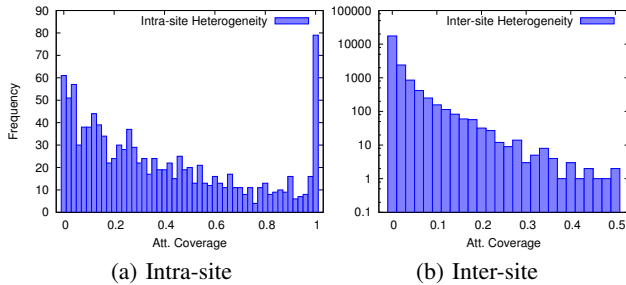 Intra-site Heterogeneity
Frequency
90
80
70
60
50
40
30
20
10
0
0 0.2 0.4 0.6 0.8 1
Att. Coverage
(a) Intra-site
Inter-site Heterogeneity
100000
10000
1000
100
10
1
0.1
0 0.1 0.2 0.3 0.4 0.5
Att. Coverage
(b) Inter-site